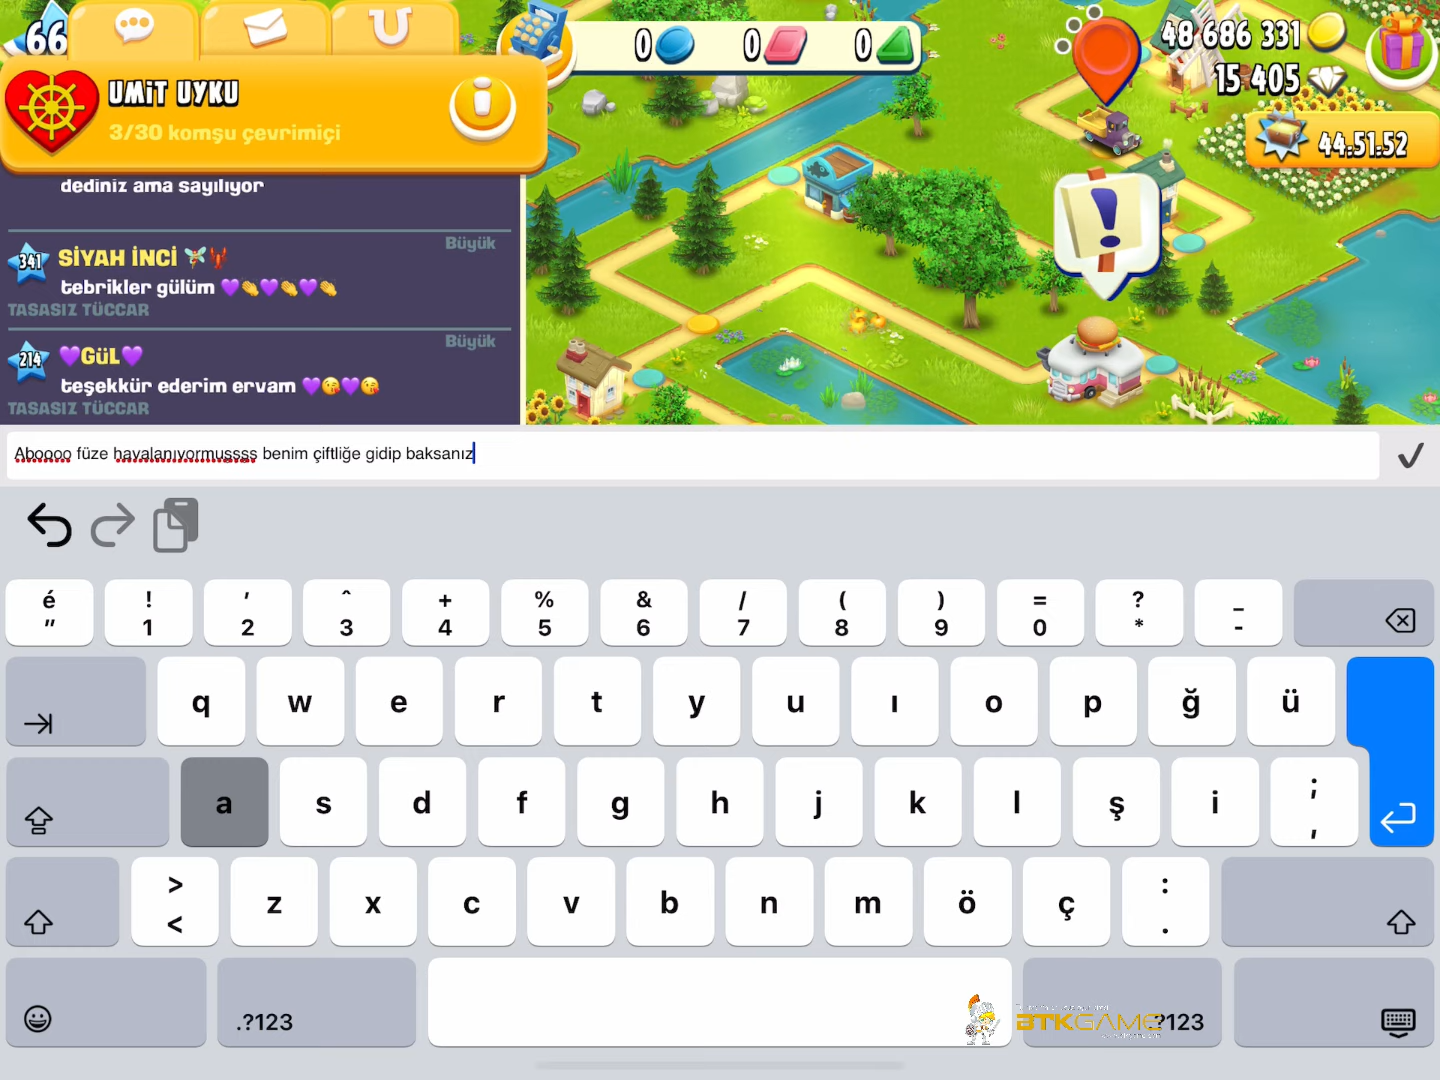 66
0
0
0
48 686 331
15 405
44.51.52
UMiT UYKU
3/30 komşu çevrimiçi
dediniz ama sayılıyor
Büyük
341
SİYAH İNCİ
tebrikler gülüm 💜👏💜👏💜👏
TASASIZ TÜCCAR
Büyük
214
💜GüL💜
teşekkür ederim ervam 💜😘💜😘
TASASIZ TÜCCAR
Aboooo füze havalanıyormussss benim çiftliğe gidip baksanız
é ! ' ^ + % & / ( ) = ? _
" 1 2 3 4 5 6 7 8 9 0 * -
q w e r t y u ı o p ğ ü
a s d f g h j k l ş i ; ,
> < z x c v b n m ö ç : .
.?123
?123
BTKGAME